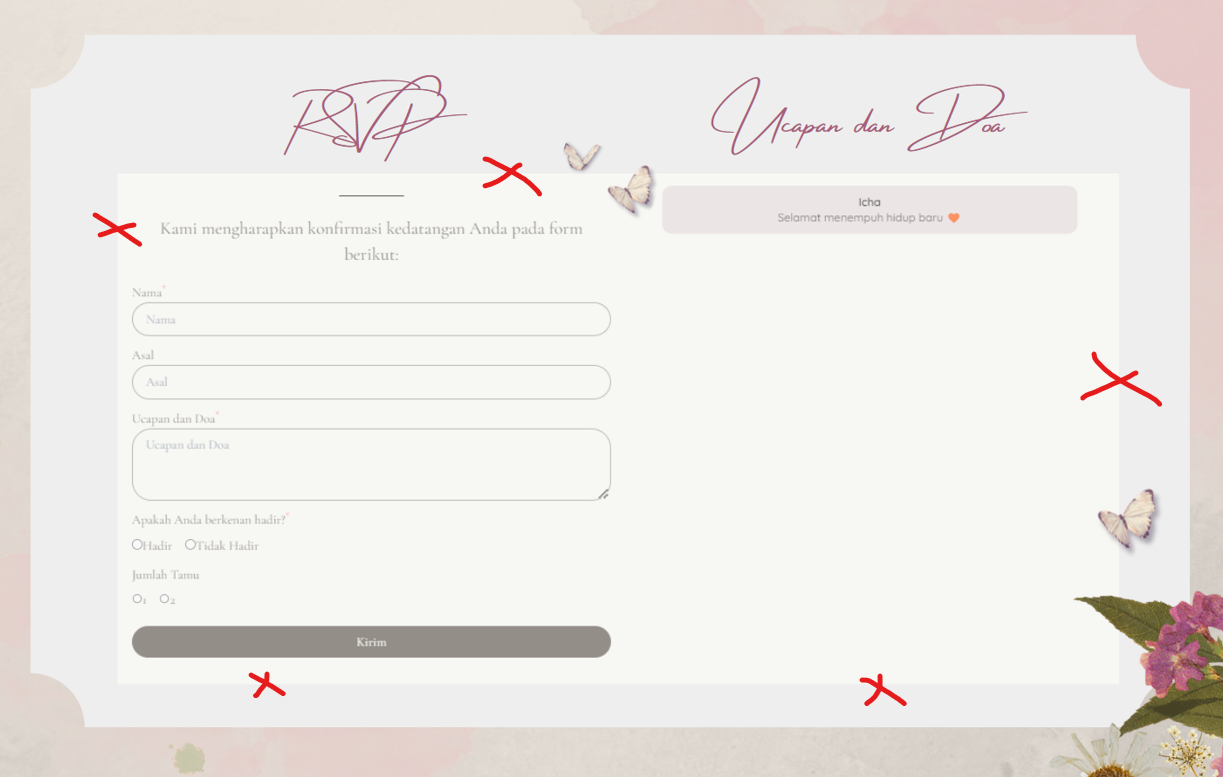 RSVP
Kami mengharapkan konfirmasi kedatangan Anda pada form
berikut:
Nama*
Nama
Asal
Asal
Ucapan dan Doa*
Ucapan dan Doa
Apakah Anda berkenan hadir?*
Hadir Tidak Hadir
Jumlah Tamu
1 2
Kirim
Ucapan dan Doa
Icha
Selamat menempuh hidup baru 🧡